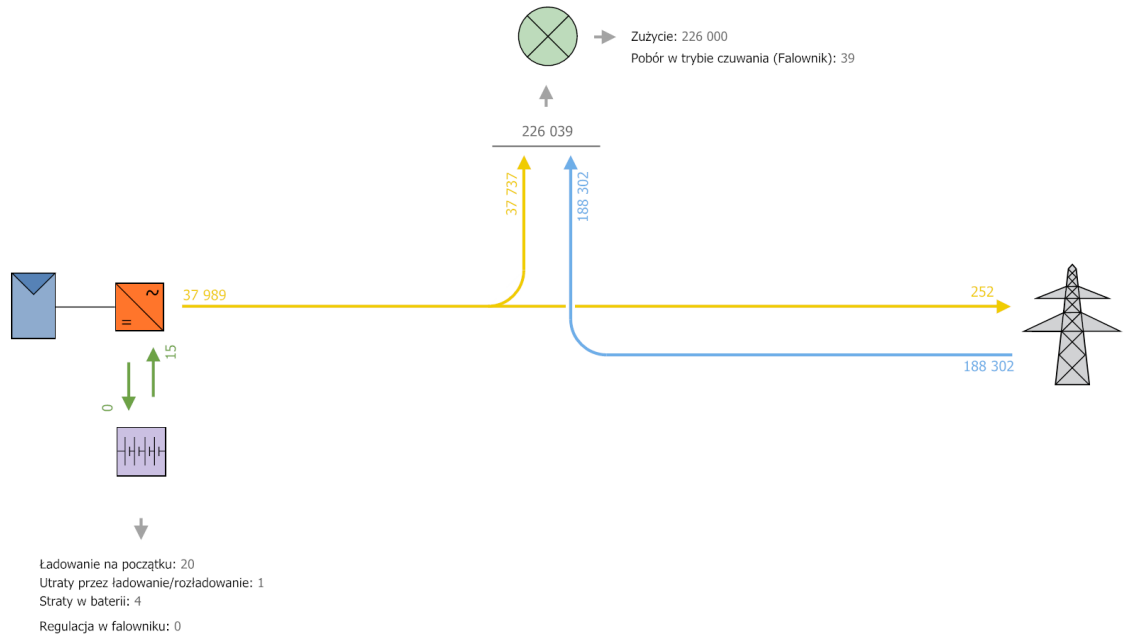 Zużycie: 226 000
Pobór w trybie czuwania (Falownik): 39
226 039
37 737
188 302
37 989
252
15
188 302
0
Ładowanie na początku: 20
Utraty przez ładowanie/rozładowanie: 1
Straty w baterii: 4
Regulacja w falowniku: 0